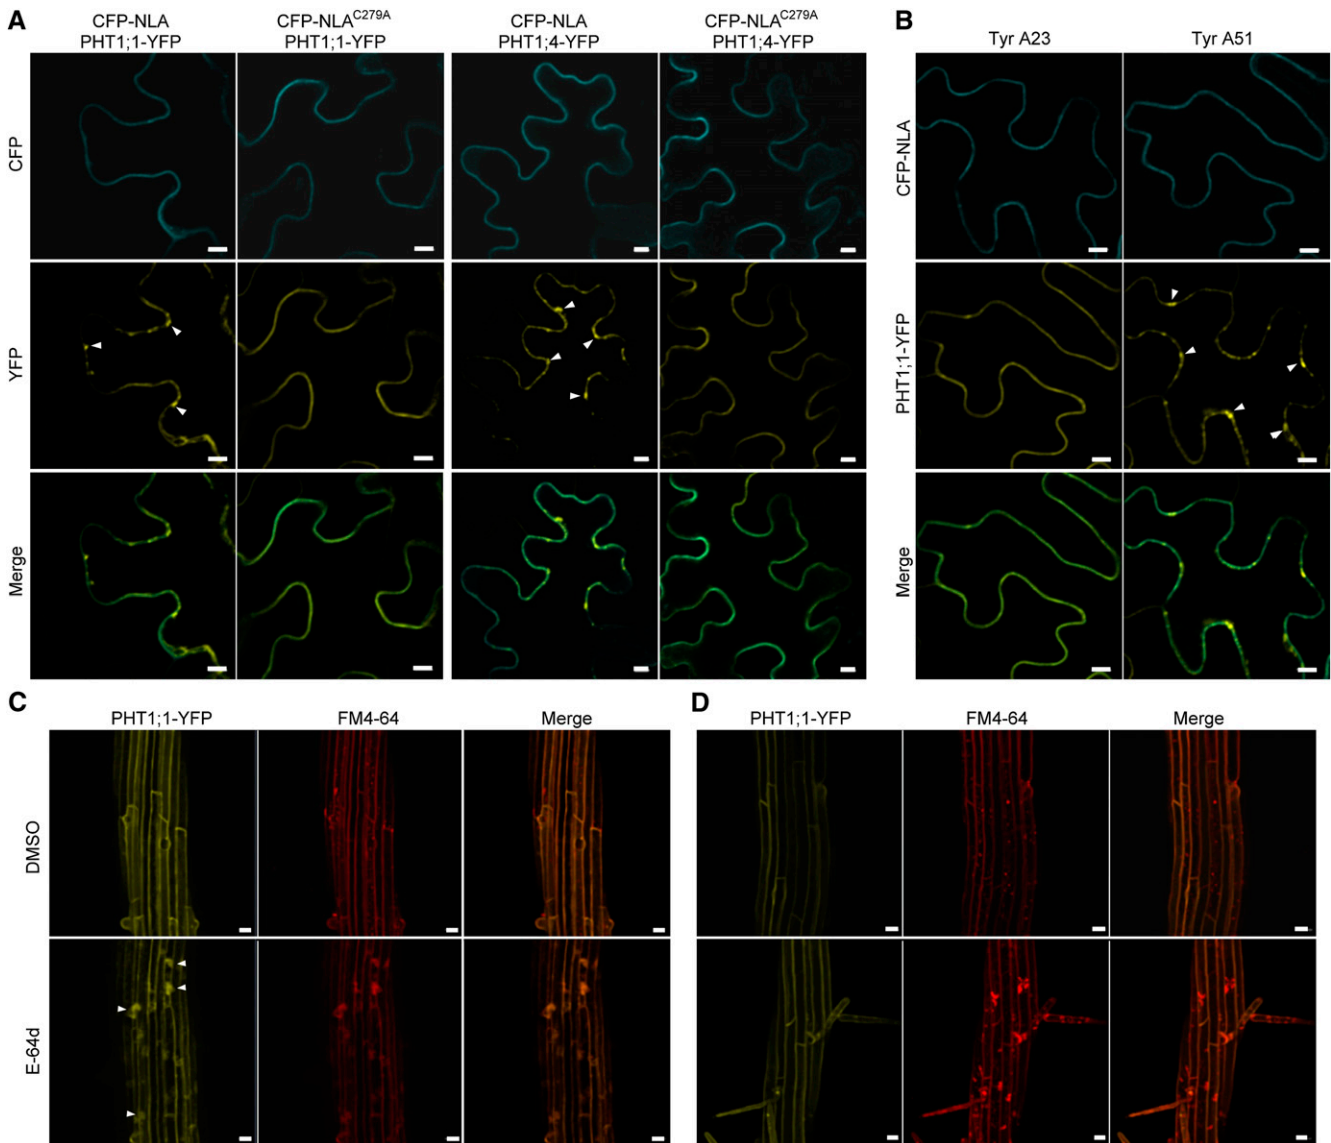 A
CFP-NLA
PHT1;1-YFP
CFP-NLA^C279A
PHT1;1-YFP
CFP-NLA
PHT1;4-YFP
CFP-NLA^C279A
PHT1;4-YFP
CFP
YFP
Merge
B
Tyr A23
Tyr A51
CFP-NLA
PHT1;1-YFP
Merge
C
PHT1;1-YFP
FM4-64
Merge
DMSO
E-64d
D
PHT1;1-YFP
FM4-64
Merge